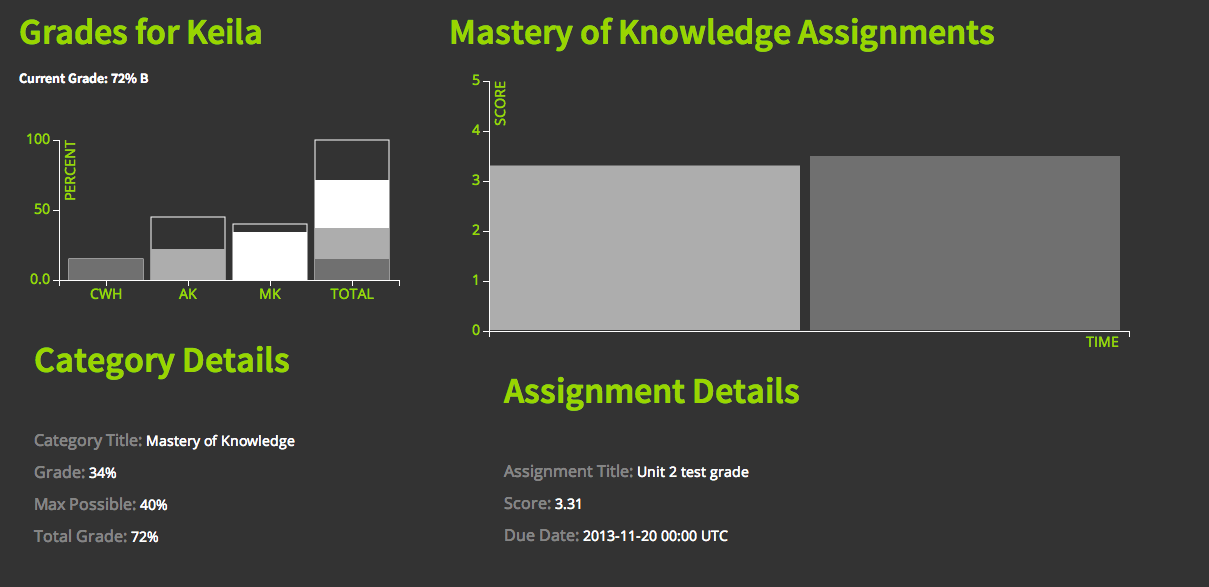 Grades for Keila
Current Grade: 72% B
100
50
0.0
PERCENT
CWH
AK
MK
TOTAL
Category Details
Category Title: Mastery of Knowledge
Grade: 34%
Max Possible: 40%
Total Grade: 72%
Mastery of Knowledge Assignments
5
4
3
2
1
0
SCORE
TIME
Assignment Details
Assignment Title: Unit 2 test grade
Score: 3.31
Due Date: 2013-11-20 00:00 UTC